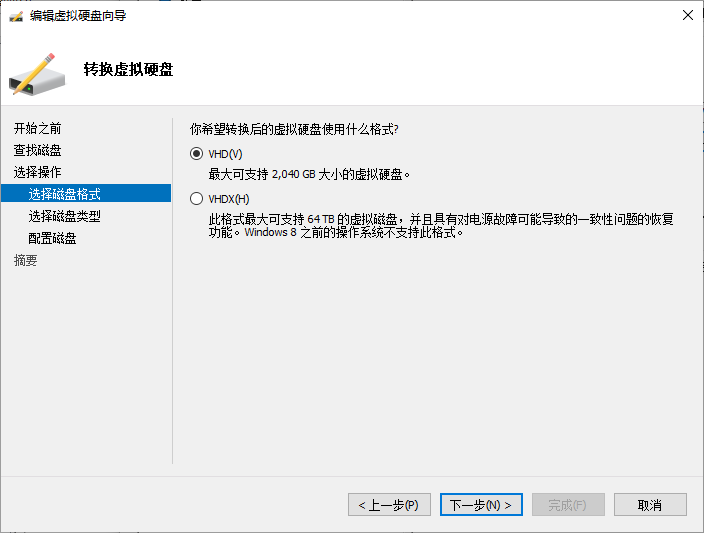 编辑虚拟硬盘向导
转换虚拟硬盘
开始之前
查找磁盘
选择操作
选择磁盘格式
选择磁盘类型
配置磁盘
摘要
你希望转换后的虚拟硬盘使用什么格式?
VHD(V)
最大可支持 2,040 GB 大小的虚拟硬盘。
VHDX(H)
此格式最大可支持 64 TB 的虚拟磁盘，并且具有对电源故障可能导致的一致性问题的恢复
功能。Windows 8 之前的操作系统不支持此格式。
< 上一步(P)
下一步(N) >
完成(F)
取消